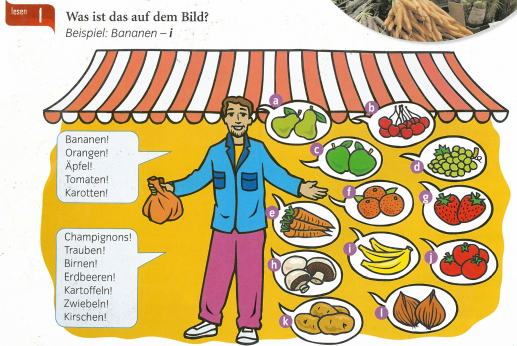 lesen 1
Was ist das auf dem Bild?
Beispiel: Bananen – i
a
b
Bananen!
Orangen!
Äpfel!
Tomaten!
Karotten!
c
d
f
g
e
Champignons!
Trauben!
Birnen!
Erdbeeren!
Kartoffeln!
Zwiebeln!
Kirschen!
h
i
j
k
l